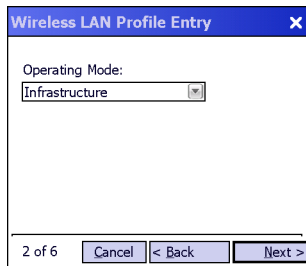 Wireless LAN Profile Entry
Operating Mode:
Infrastructure
2 of 6 Cancel < Back Next >